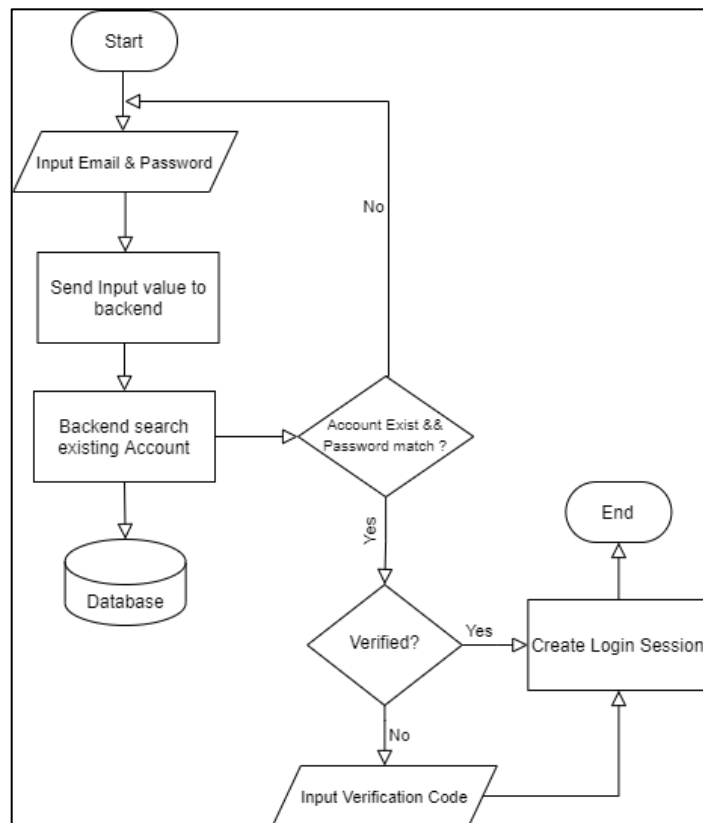 Start
Input Email & Password
No
Send Input value to
backend
Backend search
existing Account
Account Exist &&
Password match ?
Database
Yes
End
Verified?
Yes
Create Login Session
No
Input Verification Code